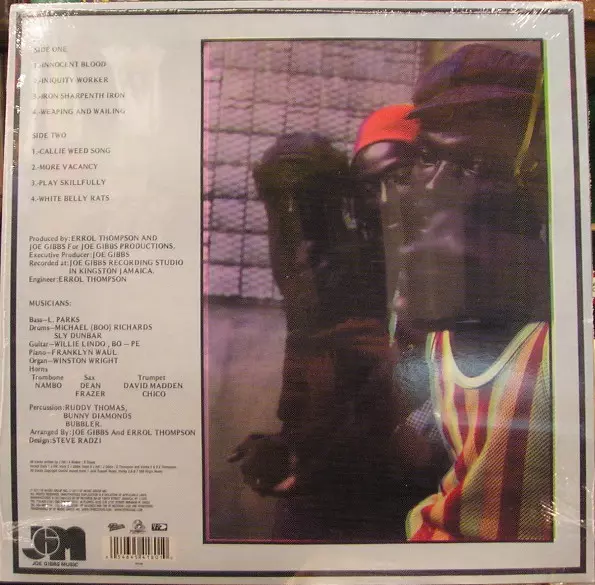 SIDE ONE
1.-INNOCENT BLOOD
2.-INIQUITY WORKER
3.-IRON SHARPENTH IRON
4.-WEAPING AND WAILING
SIDE TWO
1.-CALLIE WEED SONG
2.-MORE VACANCY
3.-PLAY SKILLFULLY
4.-WHITE BELLY RATS
Produced by: ERROL THOMPSON AND
JOE GIBBS For JOE GIBBS PRODUCTIONS.
Executive Producer: JOE GIBBS
Recorded at: JOE GIBBS RECORDING STUDIO
IN KINGSTON JAMAICA.
Engineer: ERROL THOMPSON
MUSICIANS:
Bass—L. PARKS
Drums—MICHAEL (BOO) RICHARDS
SLY DUNBAR
Guitar—WILLIE LINDO, BO – PE
Piano—FRANKLYN WAUL
Organ—WINSTON WRIGHT
Horns
Trombone Sax Trumpet
NAMBO DEAN DAVID MADDEN
FRAZER CHICO
Percussion: RUDDY THOMAS,
BUNNY DIAMONDS
BUBBLER.
Arranged By: JOE GIBBS And ERROL THOMPSON
Design: STEVE RADZI
JGM
JOE GIBBS MUSIC